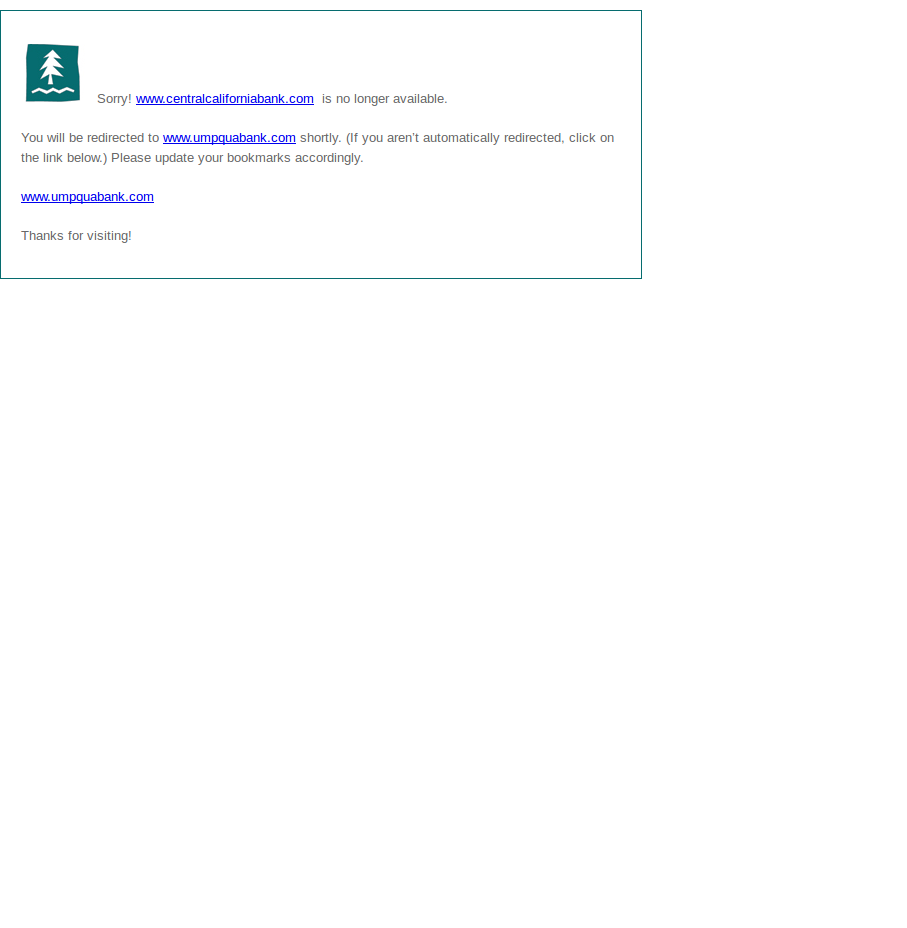 Sorry! www.centralcaliforniabank.com  is no longer available.
You will be redirected to www.umpquabank.com shortly. (If you aren't automatically redirected, click on
the link below.) Please update your bookmarks accordingly.
www.umpquabank.com
Thanks for visiting!